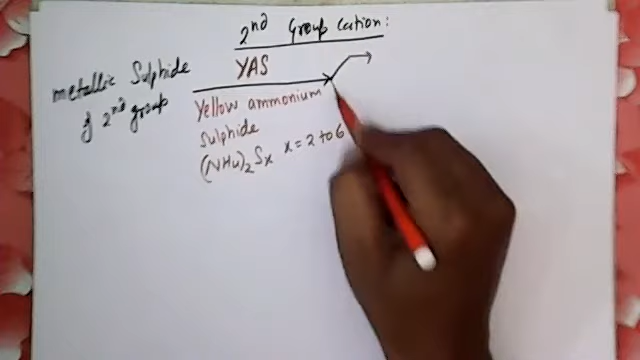 2nd Group Cation:
metallic Sulphide
of 2nd group
YAS
Yellow ammonium
sulphide
(NH4)2 Sx x = 2 to 6